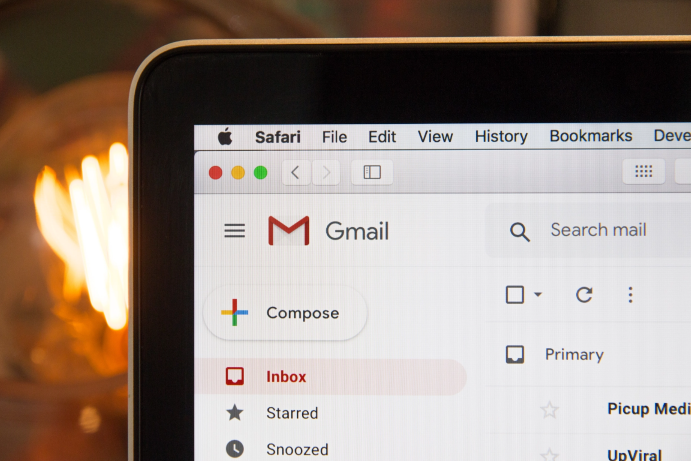 Safari File Edit View History Bookmarks Deve
Gmail
Search mail
Compose
Primary
Inbox
Starred
Picup Medi
Snoozed
UpViral